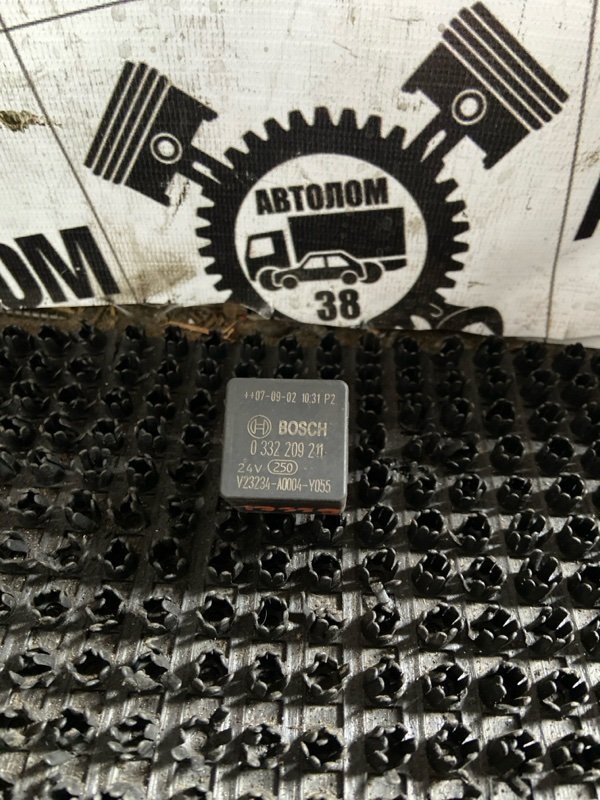 АВТОЛОМ
38
ОМ
++07-09-02 10:31 P2
BOSCH
0 332 209 211
24V 250
V23234-A0004-Y055